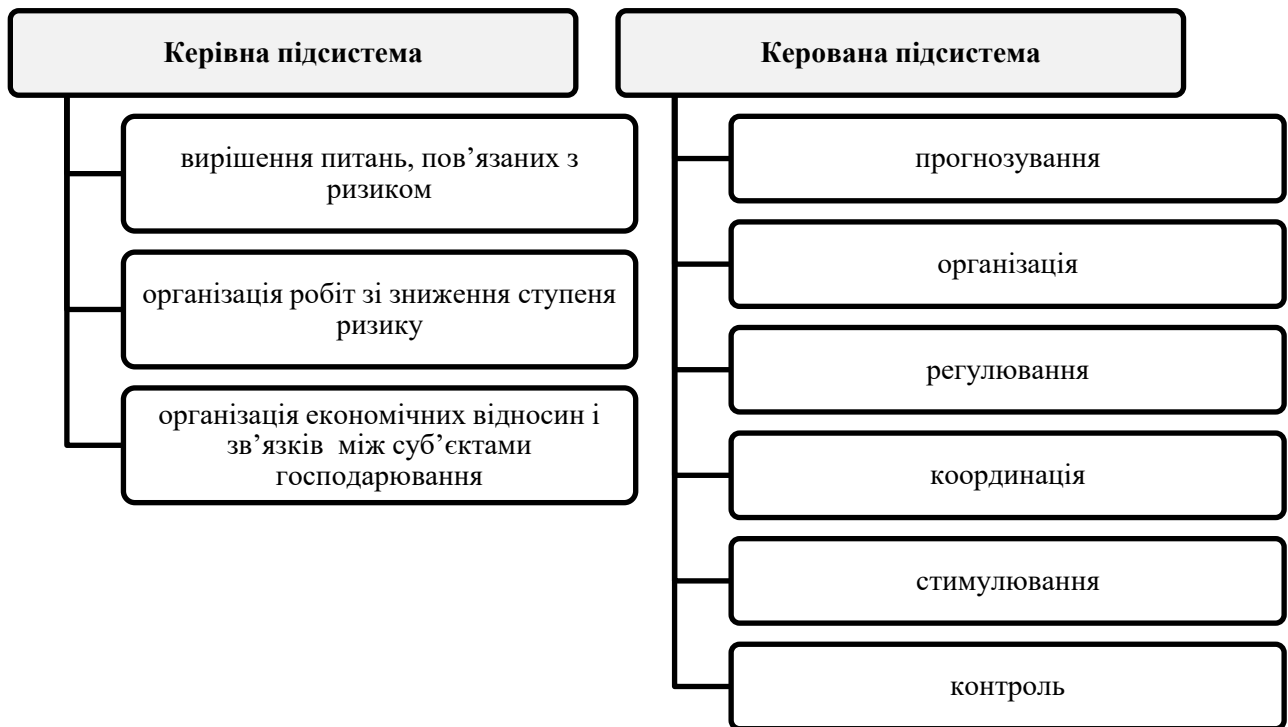 Керівна підсистема
вирішення питань, пов’язаних з
ризиком
організація робіт зі зниження ступеня
ризику
організація економічних відносин і
зв’язків між суб’єктами
господарювання
Керована підсистема
прогнозування
організація
регулювання
координація
стимулювання
контроль